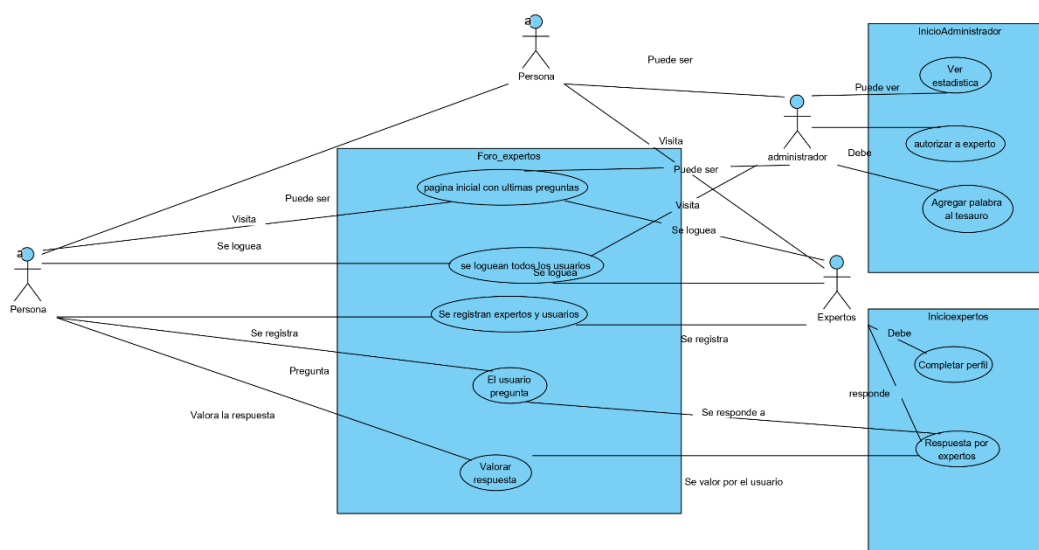 a
Persona
Puede ser
InicioAdministrador
Ver
estadistica
Puede ver
administrador
autorizar a experto
Debe
Agregar palabra
al tesauro
Visita
Puede ser
Foro_expertos
pagina inicial con ultimas preguntas
Puede ser
Visita
Visita
Se loguea
Se loguea
a
Persona
se loguean todos los usuarios
Se loguea
Expertos
Se registran expertos y usuarios
Se registra
Se registra
Inicioexpertos
Debe
Completar perfil
Pregunta
El usuario
pregunta
responde
Valora la respuesta
Se responde a
Respuesta por
expertos
Valorar
respuesta
Se valor por el usuario